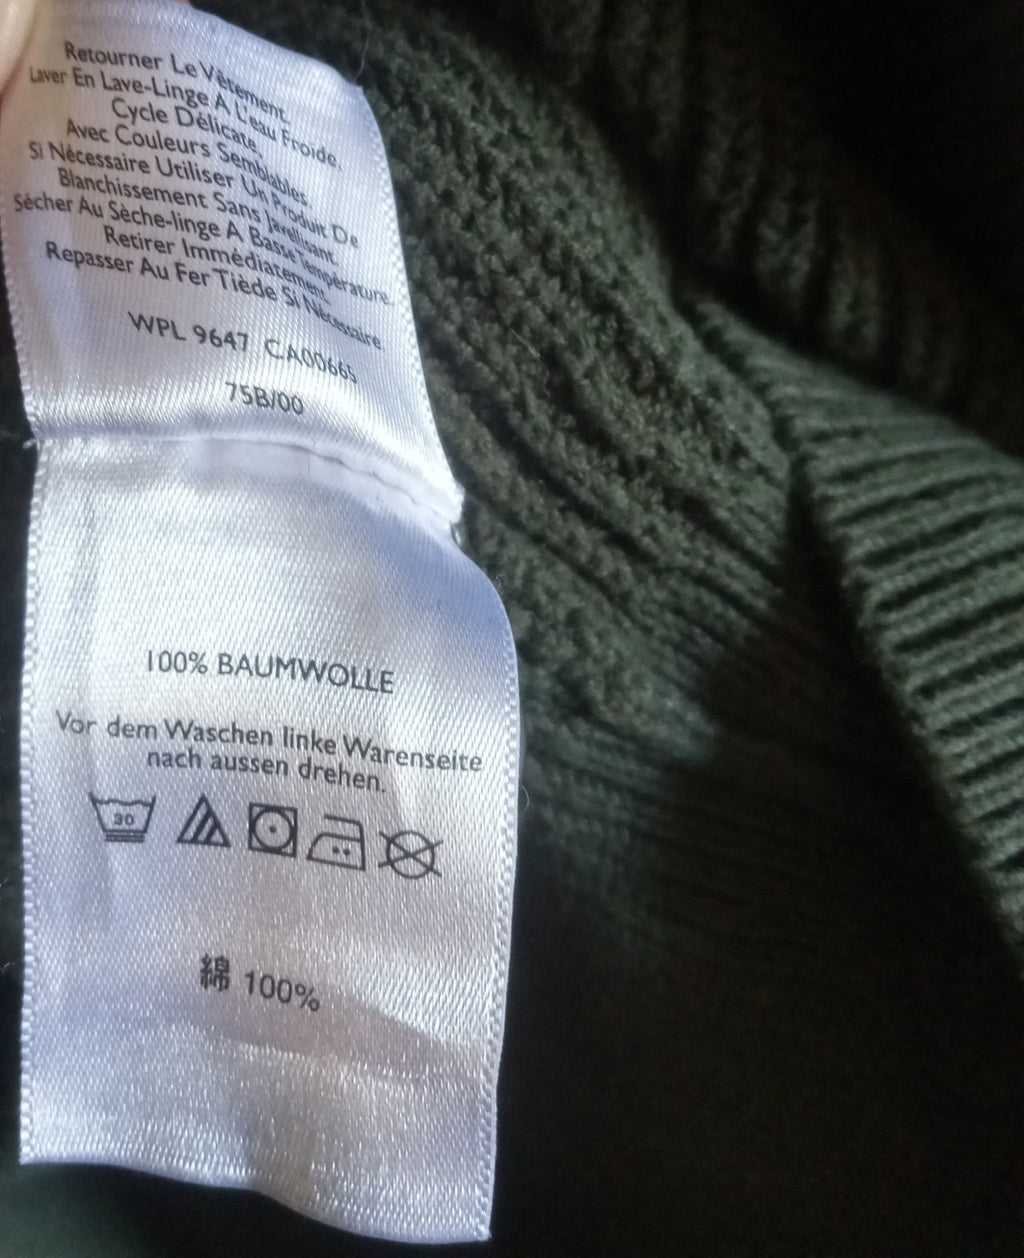 Retourner Le Vêtement.
Laver En Lave-Linge A L'eau Froide.
Cycle Délicate.
Avec Couleurs Semblables.
Si Nécessaire Utiliser Un Produit De
Blanchissement Sans Javellisant.
Sècher Au Sèche-linge A Basse Température.
Retirer Immédiatement.
Repasser Au Fer Tiède Si Nécessaire.
WPL 9647 CA00665
75B/00
100% BAUMWOLLE
Vor dem Waschen linke Warenseite
nach aussen drehen.
30
綿 100%